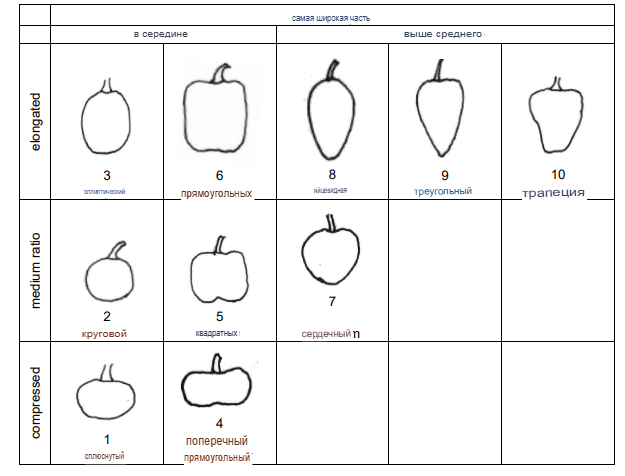 самая широкая часть
в середине
выше среднего
elongated
3
6
8
9
10
эллиптический
прямоугольных
яйцевидная
треугольный
трапеция
medium ratio
2
5
7
круговой
квадратных
сердечный n
compressed
1
4
сплюснутый
поперечный
прямоугольный